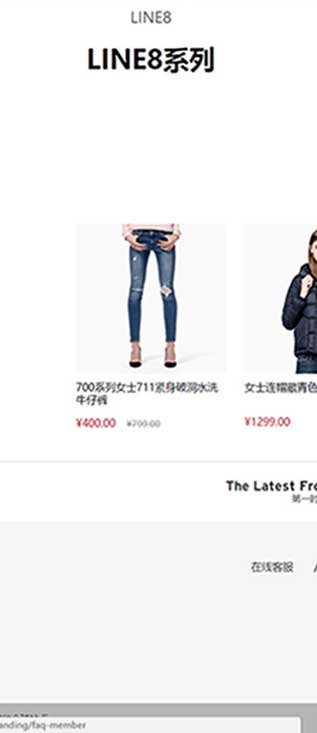 LINE8
LINE8系列
700系列女士711紧身破洞水洗
牛仔裤
¥400.00 ¥799.00
女士连帽靛青色
¥1299.00
The Latest Fro
第一时
在线客服
anding/faq-member